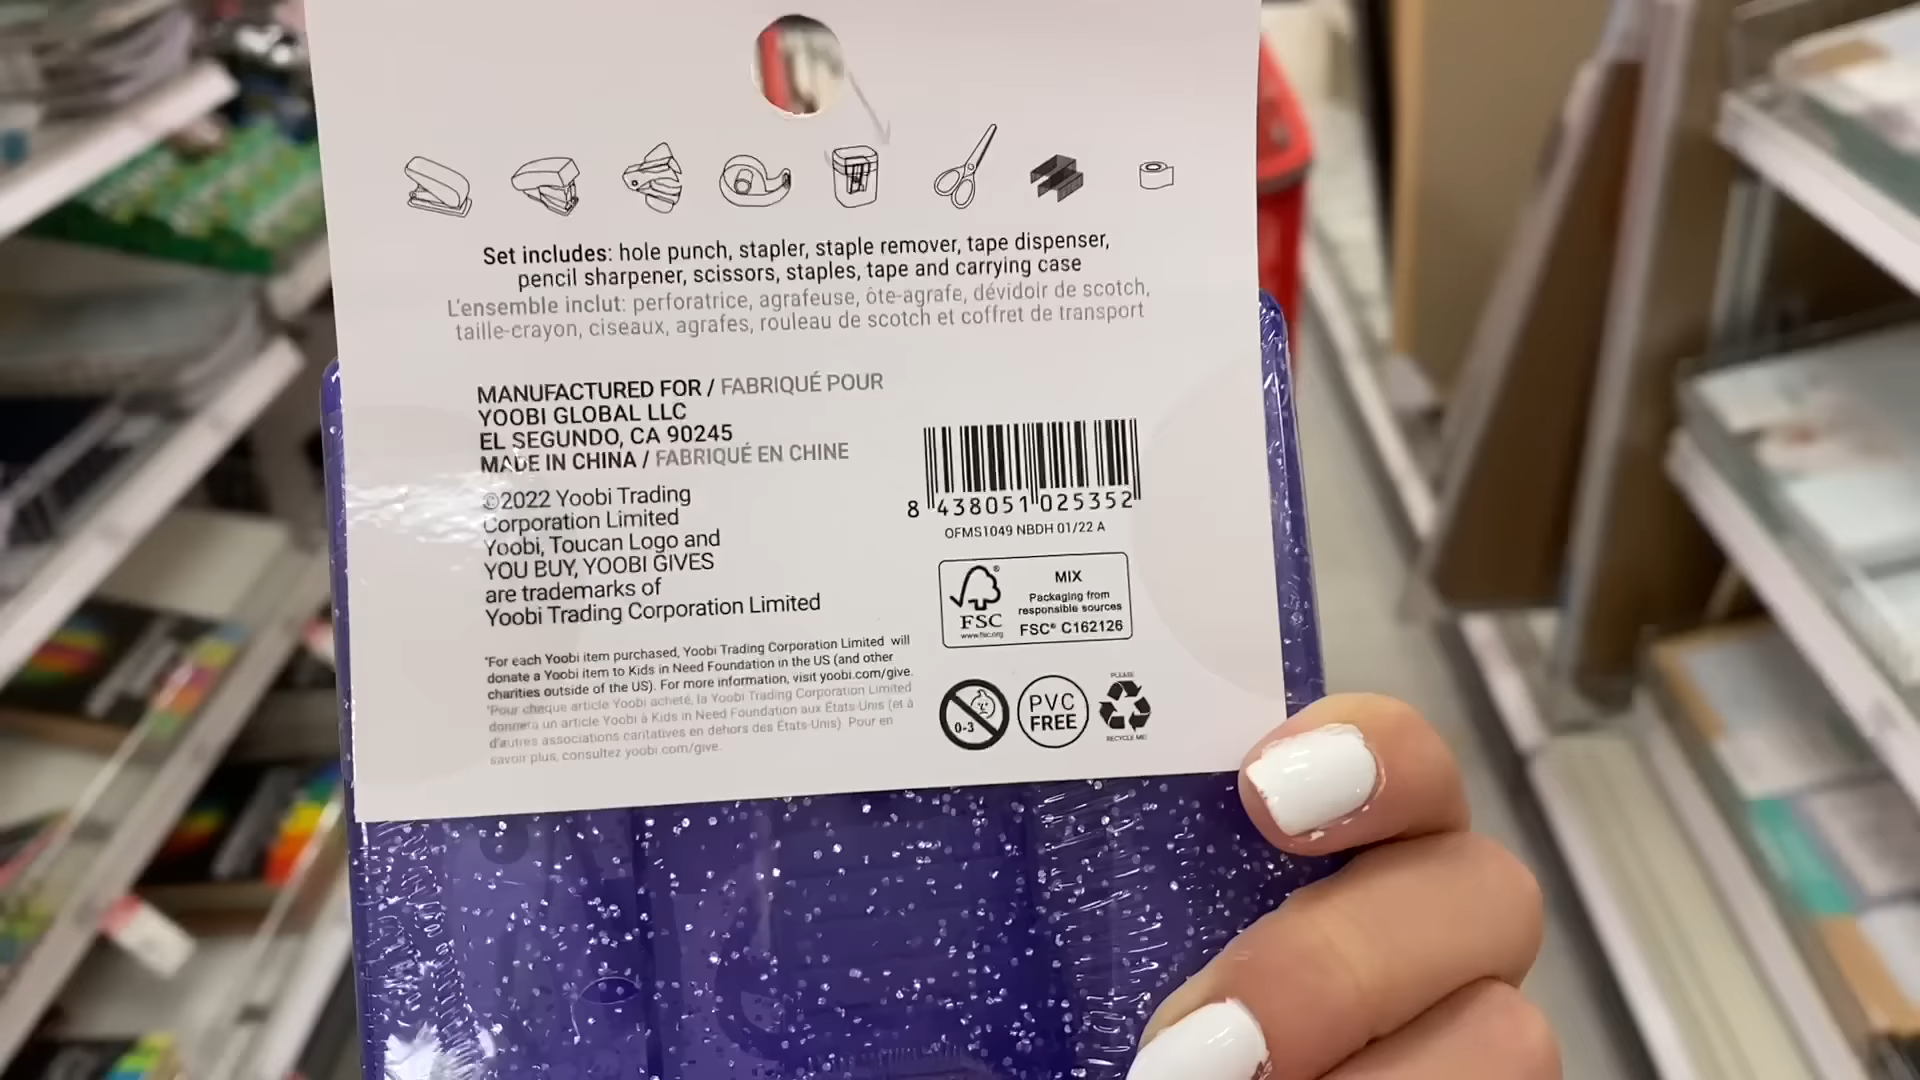 Set includes: hole punch, stapler, staple remover, tape dispenser,
pencil sharpener, scissors, staples, tape and carrying case
L'ensemble inclut: perforatrice, agrafeuse, ôte-agrafe, dévidoir de scotch,
taille-crayon, ciseaux, agrafes, rouleau de scotch et coffret de transport
MANUFACTURED FOR / FABRIQUÉ POUR
YOOBI GLOBAL LLC
EL SEGUNDO, CA 90245
MADE IN CHINA / FABRIQUÉ EN CHINE
©2022 Yoobi Trading
Corporation Limited
Yoobi, Toucan Logo and
YOU BUY, YOOBI GIVES
are trademarks of
Yoobi Trading Corporation Limited
*For each Yoobi item purchased, Yoobi Trading Corporation Limited will
donate a Yoobi item to Kids in Need Foundation in the US (and other
charities outside of the US). For more information, visit yoobi.com/give.
*Pour cheque article Yoobi acheté, la Yoobi Trading Corporation Limited
donnera un article Yoobi à Kids in Need Foundation aux États-Unis (et à
d'autres associations caritatives en dehors des États-Unis). Pour en
savoir plus, consultez yoobi.com/give.
8 438051 025352
OFMS1049 NBDH 01/22 A
FSC®
www.fsc.org
MIX
Packaging from
responsible sources
FSC® C162126
0-3
PVC
FREE
PLEASE
RECYCLE ME!